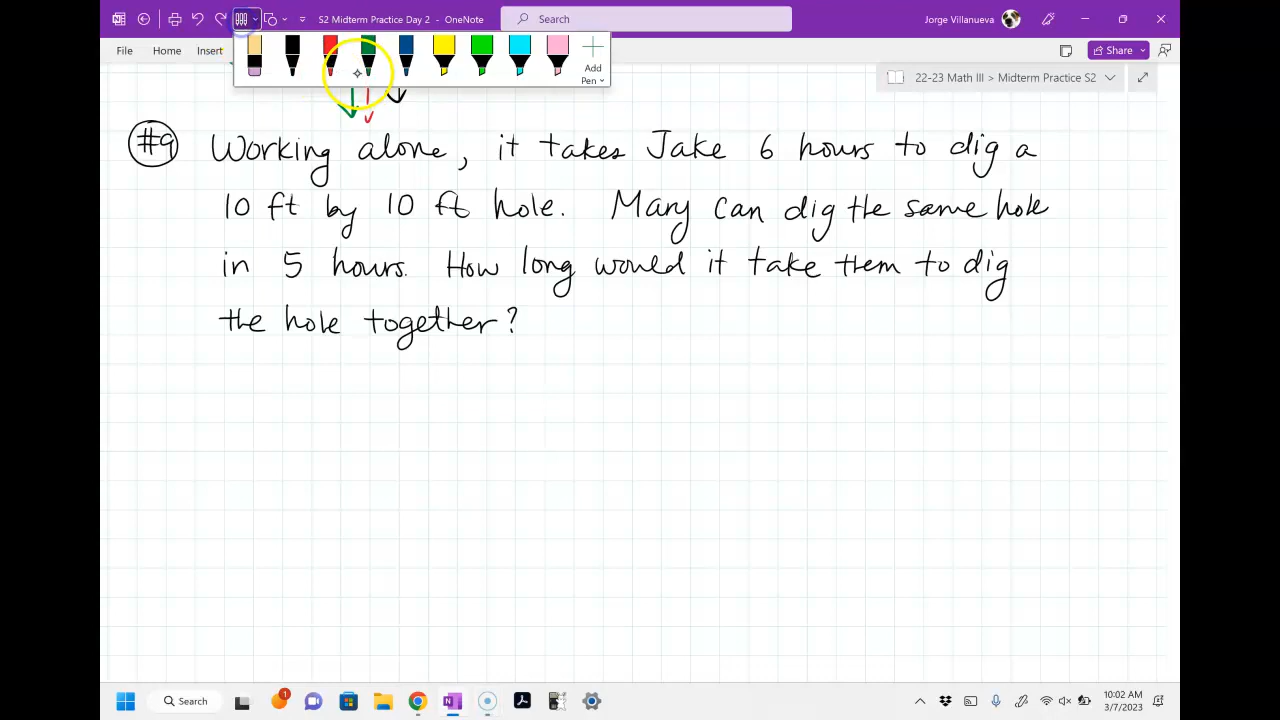 S2 Midterm Practice Day 2 - OneNote
Search
Jorge Villanueva
File
Home
Insert
Add
Pen
Share
22-23 Math III > Midterm Practice S2
#9 Working alone, it takes Jake 6 hours to dig a
10 ft by 10 ft hole. Mary can dig the same hole
in 5 hours. How long would it take them to dig
the hole together?
Search
1
10:02 AM
3/7/2023